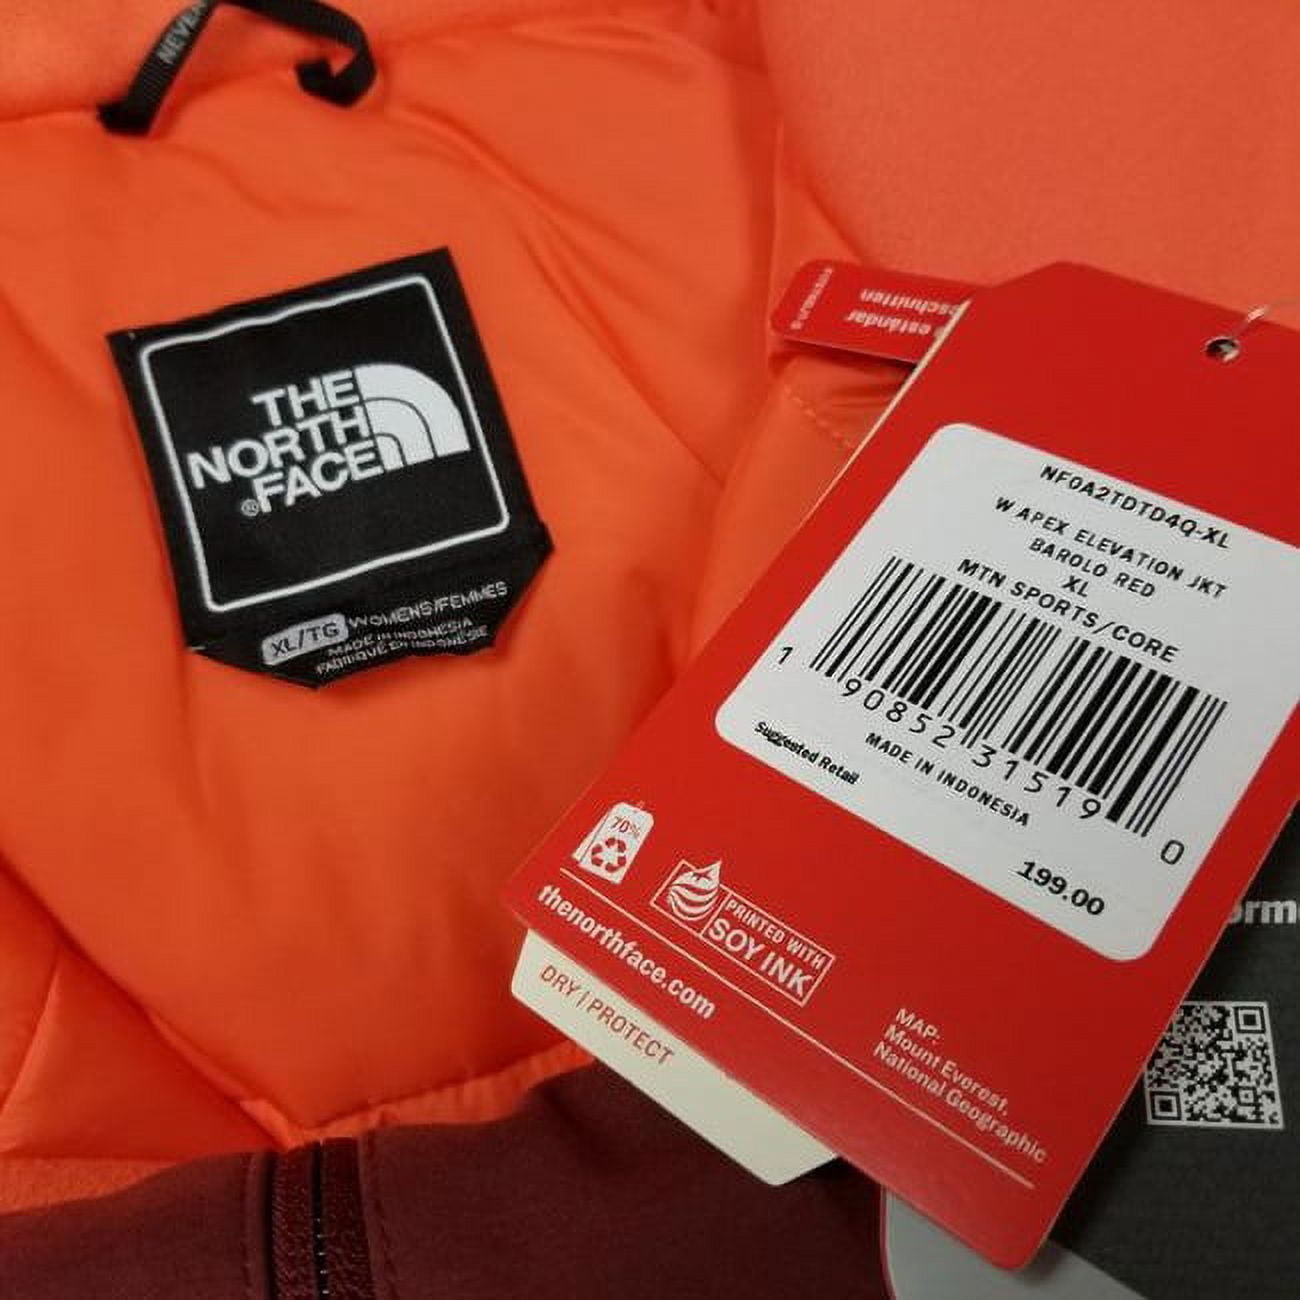 NEVE
THE
NORTH
FACE
®
XL/TG WOMENS/FEMMES
MADE IN INDONESIA
FABRIQUÉ EN INDONÉSIE
estándar
NF0A2TDTD4Q-XL
W APEX ELEVATION JKT
BAROLO RED
XL
MTN SPORTS/CORE
1 90852 31519 0
MADE IN INDONESIA
Suggested Retail
199.00
70%
PRINTED WITH
SOY INK
thenorthface.com
DRY | PROTECT
MAP:
Mount Everest,
National Geographic